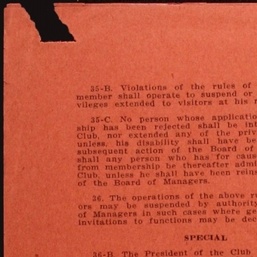 35-B. Violations of the rules of
member shall operate to suspend or
vileges extended to visitors at his r
35-C. No person whose applicatio
ship has been rejected shall be int
Club, nor extended any of the priv
unless, his disability shall have be
subsequent action of the Board of
shall any person who has for caus
from membership be thereafter admi
Club, unless he shall have been reins
of the Board of Managers.
36. The operations of the above r
ors may be suspended by authority
of Managers in such cases where ge
invitations to functions may be dec
SPECIAL
36-B. The President of the Club